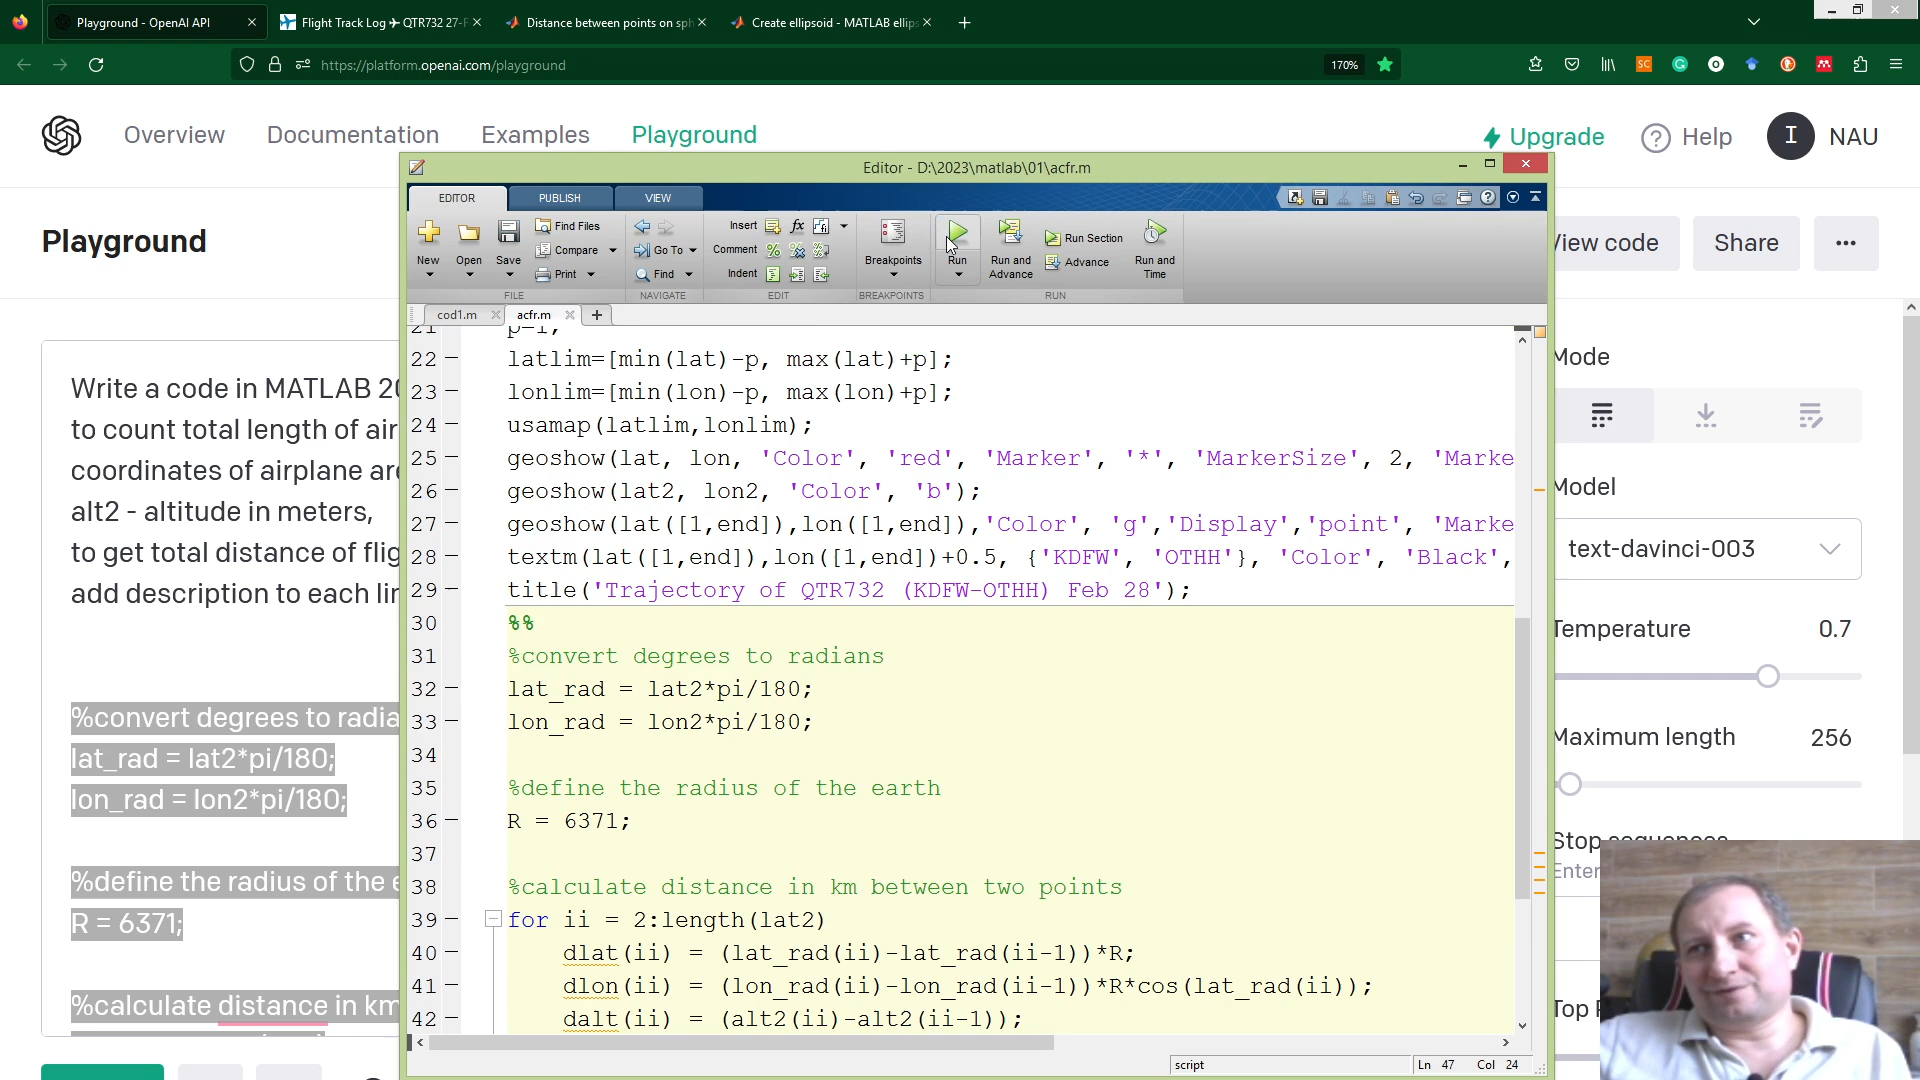 Playground - OpenAI API
Flight Track Log ✈ QTR732 27-F
Distance between points on sph
Create ellipsoid - MATLAB ellips
https://platform.openai.com/playground
170%
Overview
Documentation
Examples
Playground
Upgrade
Help
I
NAU
Playground
View code
Share
Write a code in MATLAB 20
to count total length of air
coordinates of airplane are
alt2 - altitude in meters,
to get total distance of flig
add description to each lin
%convert degrees to radia
lat_rad = lat2*pi/180;
lon_rad = lon2*pi/180;
%define the radius of the e
R = 6371;
%calculate distance in km
Editor - D:\2023\matlab\01\acfr.m
EDITOR
PUBLISH
VIEW
New
Open
Save
Find Files
Compare
Print
FILE
Go To
Find
NAVIGATE
Insert
fx
Comment
Indent
EDIT
Breakpoints
BREAKPOINTS
Run
Run and
Advance
Run Section
Advance
Run and
Time
RUN
cod1.m
acfr.m
21 p=1;
22 latlim=[min(lat)-p, max(lat)+p];
23 lonlim=[min(lon)-p, max(lon)+p];
24 usamap(latlim,lonlim);
25 geoshow(lat, lon, 'Color', 'red', 'Marker', '*', 'MarkerSize', 2, 'Marke
26 geoshow(lat2, lon2, 'Color', 'b');
27 geoshow(lat([1,end]),lon([1,end]),'Color', 'g','Display','point', 'Marke
28 textm(lat([1,end]),lon([1,end])+0.5, {'KDFW', 'OTHH'}, 'Color', 'Black',
29 title('Trajectory of QTR732 (KDFW-OTHH) Feb 28');
30 %%
31 %convert degrees to radians
32 lat_rad = lat2*pi/180;
33 lon_rad = lon2*pi/180;
34
35 %define the radius of the earth
36 R = 6371;
37
38 %calculate distance in km between two points
39 for ii = 2:length(lat2)
40 dlat(ii) = (lat_rad(ii)-lat_rad(ii-1))*R;
41 dlon(ii) = (lon_rad(ii)-lon_rad(ii-1))*R*cos(lat_rad(ii));
42 dalt(ii) = (alt2(ii)-alt2(ii-1));
script
Ln 47 Col 24
Mode
Model
text-davinci-003
Temperature
0.7
Maximum length
256
Stop sequences
Enter
Top P